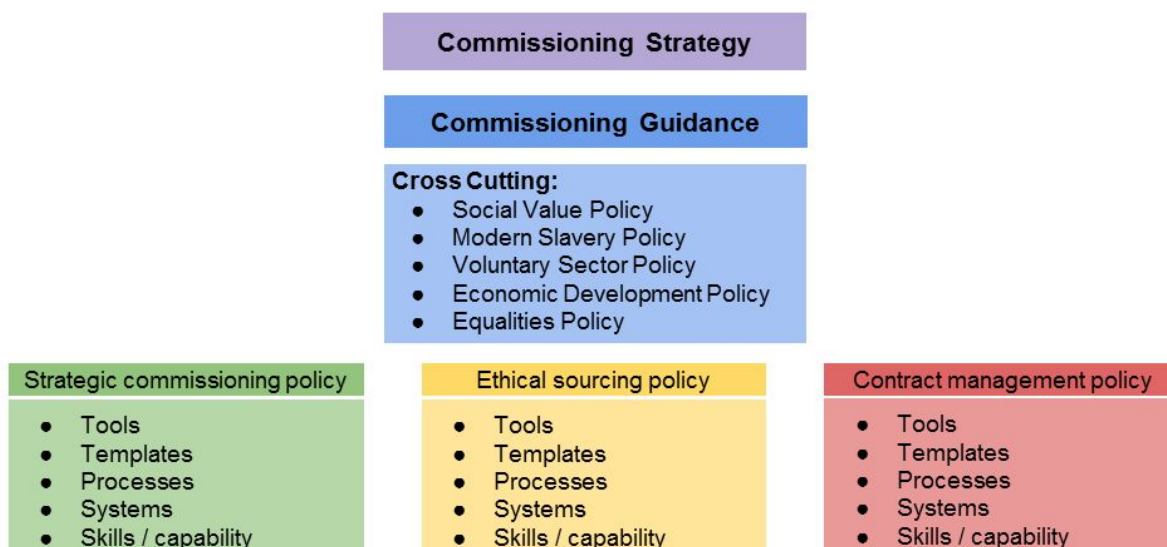 Commissioning Strategy
Commissioning Guidance
Cross Cutting:
● Social Value Policy
● Modern Slavery Policy
● Voluntary Sector Policy
● Economic Development Policy
● Equalities Policy
Strategic commissioning policy
● Tools
● Templates
● Processes
● Systems
● Skills / capability
Ethical sourcing policy
● Tools
● Templates
● Processes
● Systems
● Skills / capability
Contract management policy
● Tools
● Templates
● Processes
● Systems
● Skills / capability